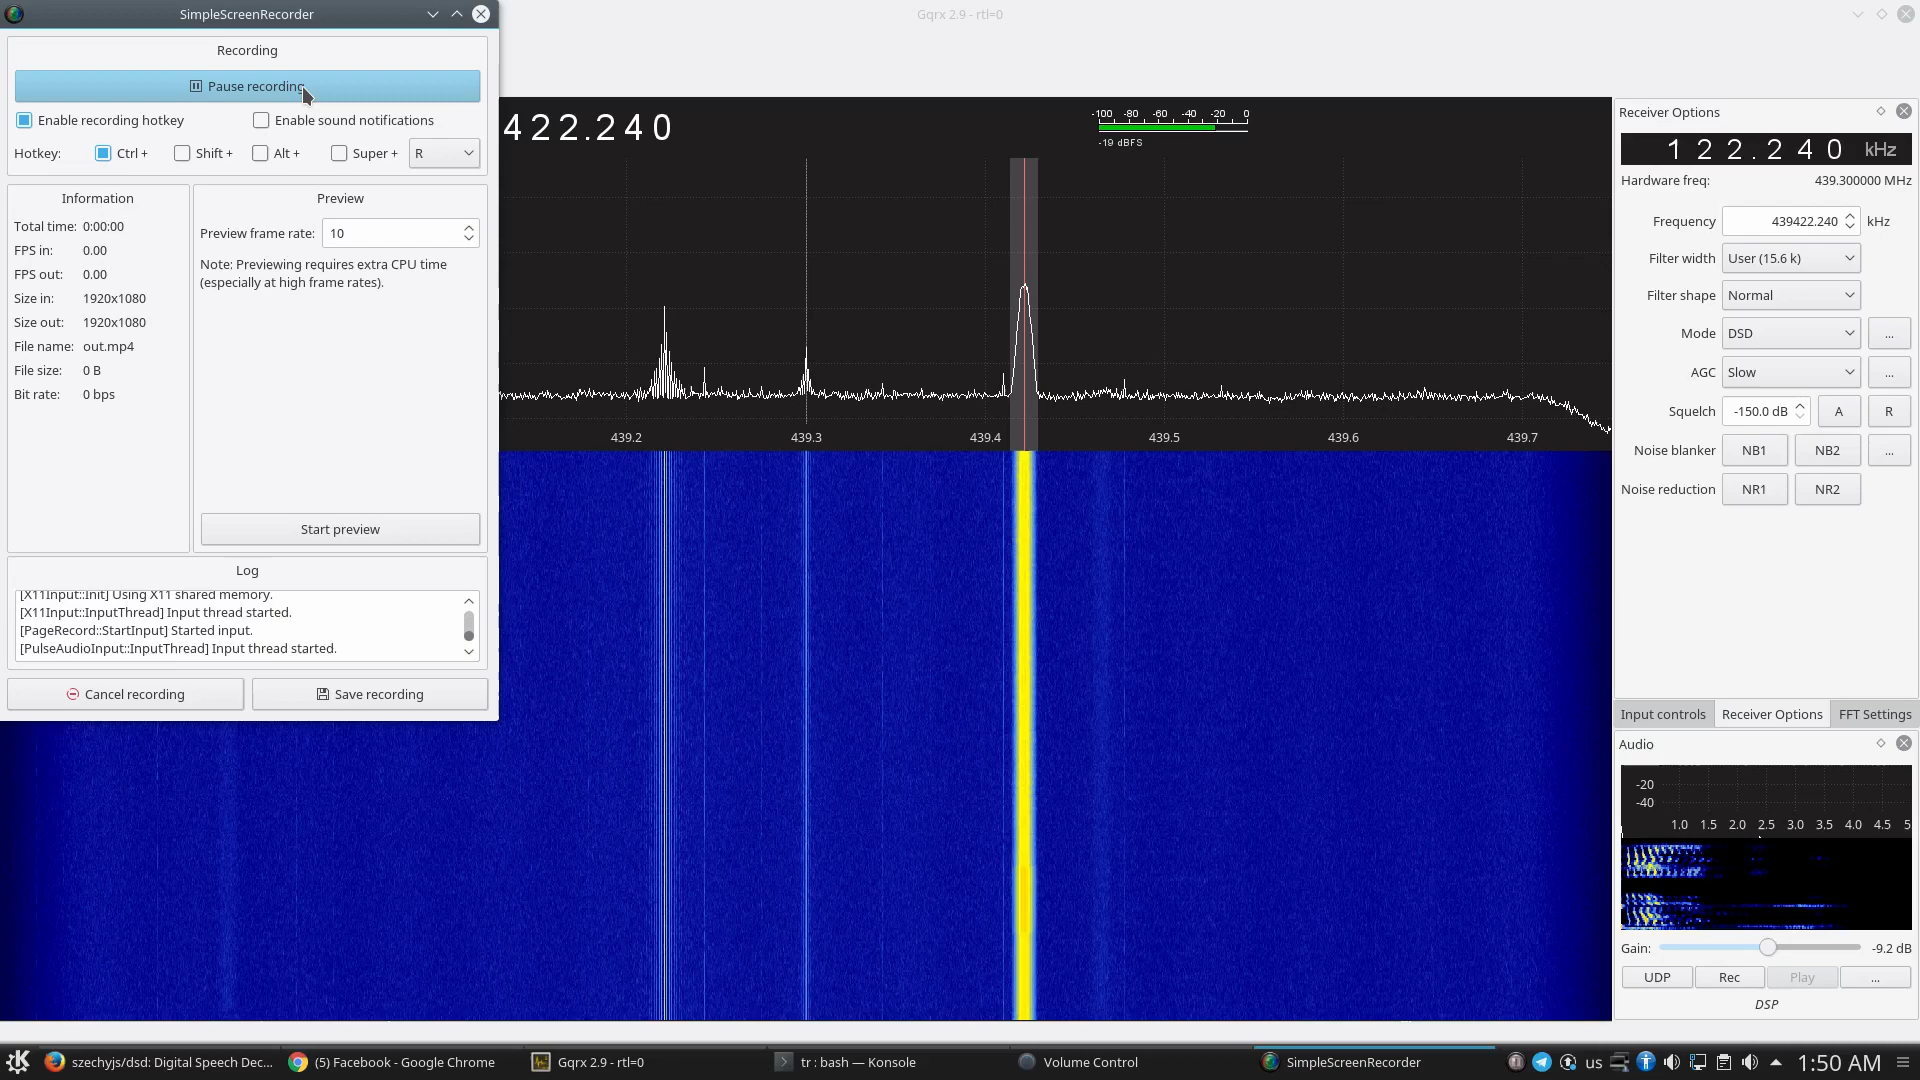 SimpleScreenRecorder
Gqrx 2.9 - rtl=0
Recording
Pause recording
Enable recording hotkey
Enable sound notifications
Hotkey:
Ctrl +
Shift +
Alt +
Super +
R
Information
Total time: 0:00:00
FPS in: 0.00
FPS out: 0.00
Size in: 1920x1080
Size out: 1920x1080
File name: out.mp4
File size: 0 B
Bit rate: 0 bps
Preview
Preview frame rate: 10
Note: Previewing requires extra CPU time
(especially at high frame rates).
Start preview
Log
[X11Input::Init] Using X11 shared memory.
[X11Input::InputThread] Input thread started.
[PageRecord::StartInput] Started input.
[PulseAudioInput::InputThread] Input thread started.
Cancel recording
Save recording
422.240
-100 -80 -60 -40 -20 0
-19 dBFS
439.2 439.3 439.4 439.5 439.6 439.7
Receiver Options
122.240 kHz
Hardware freq: 439.300000 MHz
Frequency 439422.240 kHz
Filter width User (15.6 k)
Filter shape Normal
Mode DSD ...
AGC Slow ...
Squelch -150.0 dB A R
Noise blanker NB1 NB2 ...
Noise reduction NR1 NR2
Input controls Receiver Options FFT Settings
Audio
-20
-40
1.0 1.5 2.0 2.5 3.0 3.5 4.0 4.5 5
Gain: -9.2 dB
UDP Rec Play ...
DSP
szechyjs/dsd: Digital Speech Dec...
(5) Facebook - Google Chrome
Gqrx 2.9 - rtl=0
tr : bash — Konsole
Volume Control
SimpleScreenRecorder
us
1:50 AM